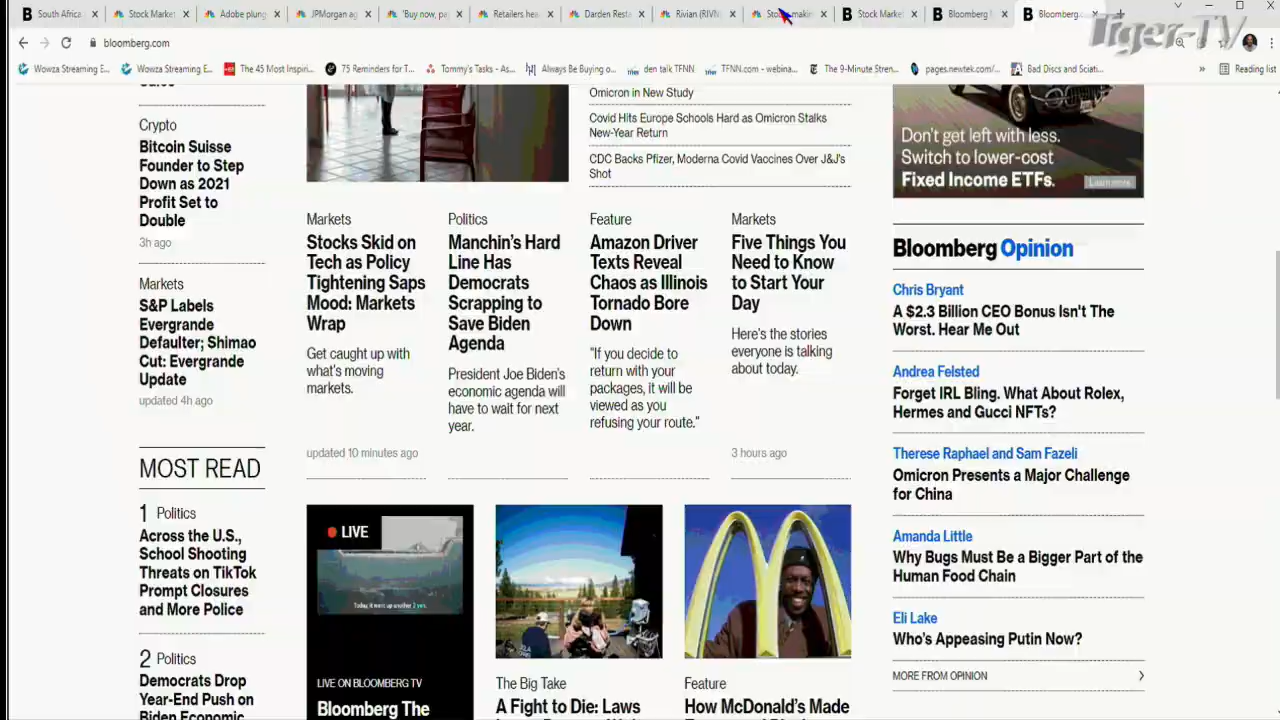 South Africa
Stock Market
Adobe plung
JPMorgan ag
'Buy now, pa
Retailers hea
Darden Resta
Rivian (RIVN
Stock
Stock Market
Bloomberg
Bloomberg.c
Tiger-TV
bloomberg.com
Wowza Streaming E...
Wowza Streaming E...
The 45 Most Inspiri...
75 Reminders for T...
Tommy's Tasks - As...
Always Be Buying o...
den talk TFNN
TFNN.com - webina...
The 9-Minute Stren...
pages.newtek.com/...
Bad Discs and Sciati...
»
Reading list
Crypto
Bitcoin Suisse
Founder to Step
Down as 2021
Profit Set to
Double
3h ago
Markets
S&P Labels
Evergrande
Defaulter; Shimao
Cut: Evergrande
Update
updated 4h ago
MOST READ
1 Politics
Across the U.S.,
School Shooting
Threats on TikTok
Prompt Closures
and More Police
2 Politics
Democrats Drop
Year-End Push on
Biden Economic
Omicron in New Study
Covid Hits Europe Schools Hard as Omicron Stalks
New-Year Return
CDC Backs Pfizer, Moderna Covid Vaccines Over J&J's
Shot
Markets
Stocks Skid on
Tech as Policy
Tightening Saps
Mood: Markets
Wrap
Get caught up with
what's moving
markets.
updated 10 minutes ago
Politics
Manchin's Hard
Line Has
Democrats
Scrapping to
Save Biden
Agenda
President Joe Biden's
economic agenda will
have to wait for next
year.
Feature
Amazon Driver
Texts Reveal
Chaos as Illinois
Tornado Bore
Down
"If you decide to
return with your
packages, it will be
viewed as you
refusing your route."
Markets
Five Things You
Need to Know
to Start Your
Day
Here's the stories
everyone is talking
about today.
3 hours ago
LIVE
Today, it went up another 2 yen.
LIVE ON BLOOMBERG TV
Bloomberg The
The Big Take
A Fight to Die: Laws
Feature
How McDonald's Made
Don't get left with less.
Switch to lower-cost
Fixed Income ETFs.
Learn more
Bloomberg Opinion
Chris Bryant
A $2.3 Billion CEO Bonus Isn't The
Worst. Hear Me Out
Andrea Felsted
Forget IRL Bling. What About Rolex,
Hermes and Gucci NFTs?
Therese Raphael and Sam Fazeli
Omicron Presents a Major Challenge
for China
Amanda Little
Why Bugs Must Be a Bigger Part of the
Human Food Chain
Eli Lake
Who's Appeasing Putin Now?
MORE FROM OPINION